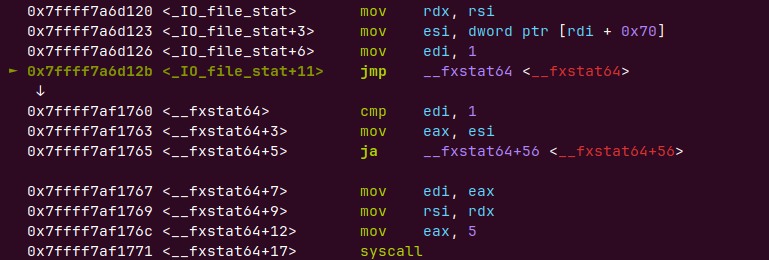 0x7ffff7a6d120 <_IO_file_stat> mov rdx, rsi
0x7ffff7a6d123 <_IO_file_stat+3> mov esi, dword ptr [rdi + 0x70]
0x7ffff7a6d126 <_IO_file_stat+6> mov edi, 1
► 0x7ffff7a6d12b <_IO_file_stat+11> jmp __fxstat64 <__fxstat64>
↓
0x7ffff7af1760 <__fxstat64> cmp edi, 1
0x7ffff7af1763 <__fxstat64+3> mov eax, esi
0x7ffff7af1765 <__fxstat64+5> ja __fxstat64+56 <__fxstat64+56>
0x7ffff7af1767 <__fxstat64+7> mov edi, eax
0x7ffff7af1769 <__fxstat64+9> mov rsi, rdx
0x7ffff7af176c <__fxstat64+12> mov eax, 5
0x7ffff7af1771 <__fxstat64+17> syscall